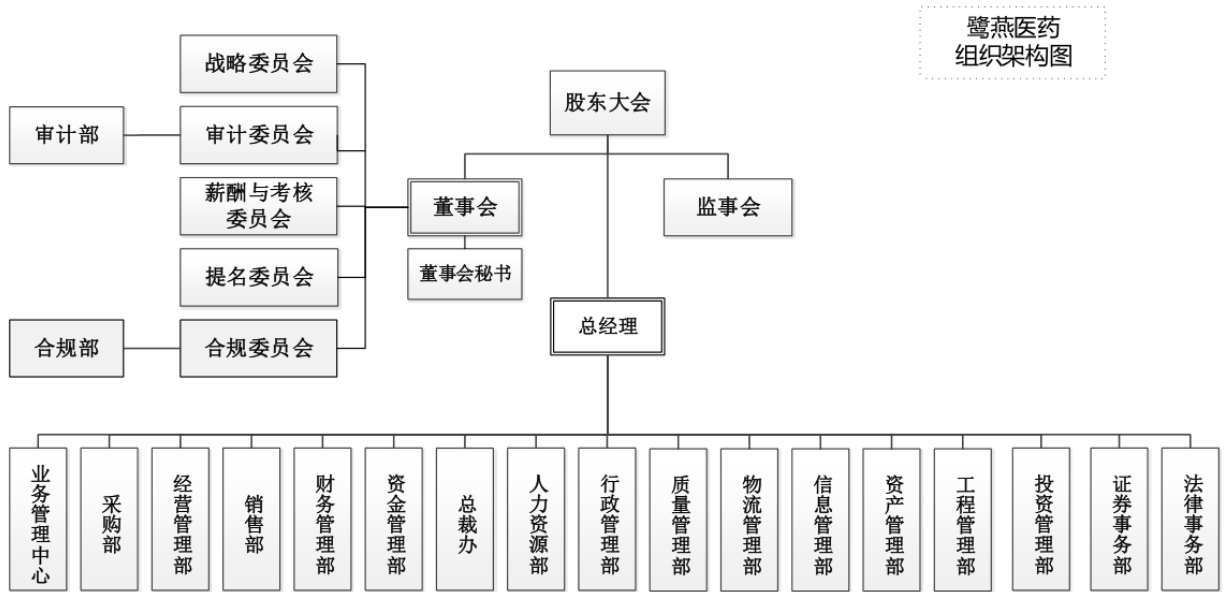 鹭燕医药
组织架构图
战略委员会
股东大会
审计部
审计委员会
薪酬与考核
委员会
董事会
监事会
提名委员会
董事会秘书
总经理
合规部
合规委员会
业务管理中心
采购部
经营管理部
销售部
财务管理部
资金管理部
总裁办
人力资源部
行政管理部
质量管理部
物流管理部
信息管理部
资产管理部
工程管理部
投资管理部
证券事务部
法律事务部